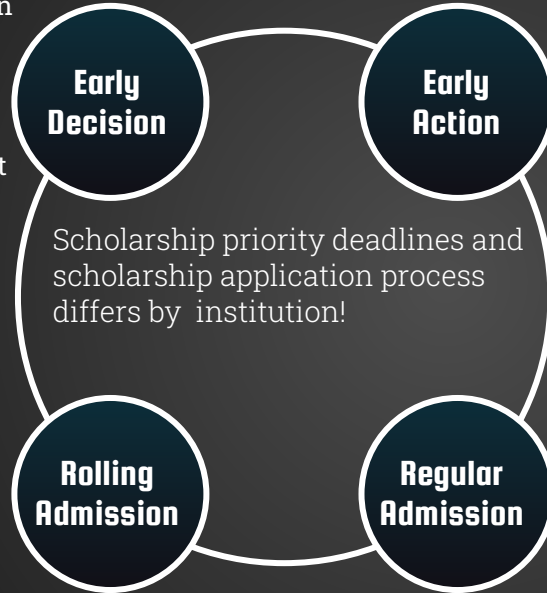 Early
Decision
Early
Action
Scholarship priority deadlines and
scholarship application process
differs by  institution!
Rolling
Admission
Regular
Admission